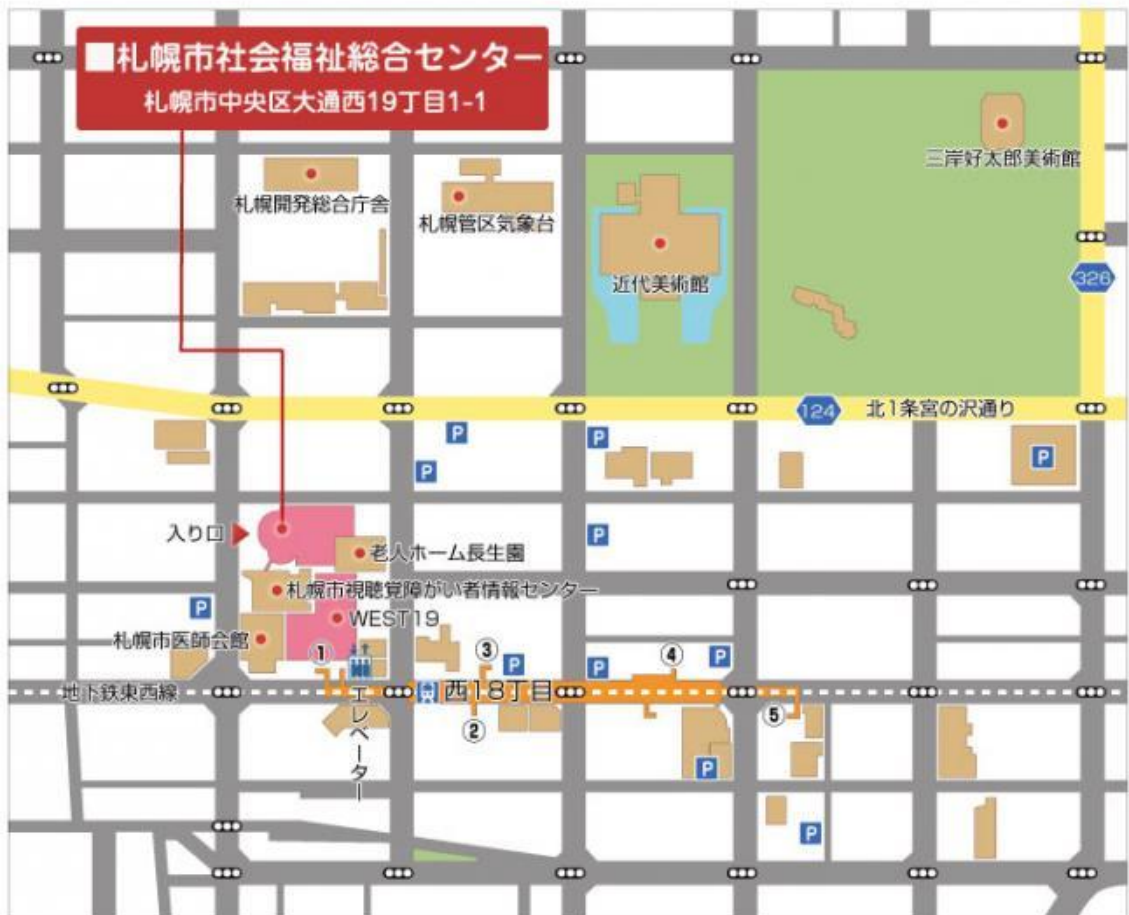 ■札幌市社会福祉総合センター
札幌市中央区大通西19丁目1-1
三岸好太郎美術館
札幌開発総合庁舎
札幌管区気象台
近代美術館
326
124
北1条宮の沢通り
P
P
P
P
入り口
P
老人ホーム長生園
札幌市視聴覚障がい者情報センター
P
WEST19
札幌市医師会館
①
③
P
P
④
P
地下鉄東西線
エレベーター
西18丁目
②
⑤
P
P